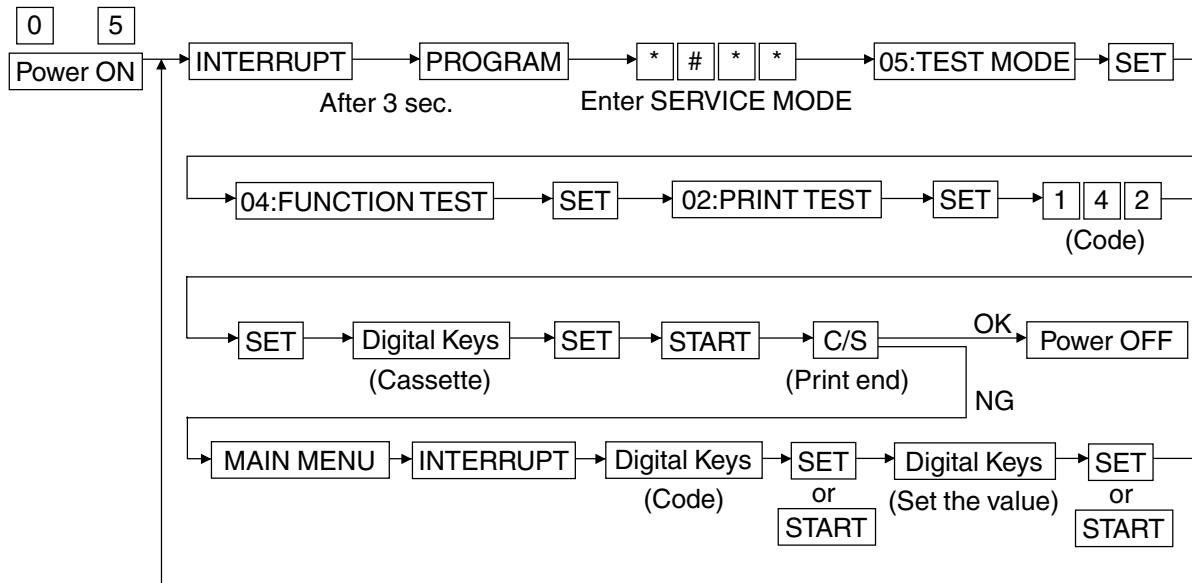 0 5
Power ON INTERRUPT PROGRAM * # * * 05:TEST MODE SET
After 3 sec. Enter SERVICE MODE
04:FUNCTION TEST SET 02:PRINT TEST SET 1 4 2
(Code)
SET Digital Keys SET START C/S OK Power OFF
(Cassette) (Print end)
NG
MAIN MENU INTERRUPT Digital Keys SET Digital Keys SET
(Code) or (Set the value) or
START START